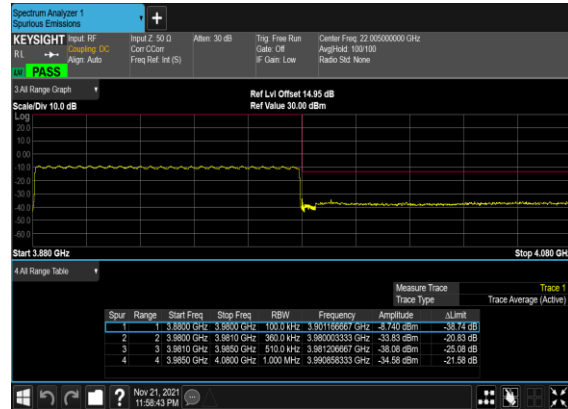 Spectrum Analyzer 1
Spurious Emissions
KEYSIGHT Input: RF Input Z: 50 Ω Atten: 30 dB Trig: Free Run Center Freq: 22.005000000 GHz
RL Coupling: DC Corr CCorr Gate: Off Avg|Hold: 100/100
Align: Auto Freq Ref: Int (S) IF Gain: Low Radio Std: None
LW PASS
3 All Range Graph
Ref Lvl Offset 14.95 dB
Scale/Div 10.0 dB Ref Value 30.00 dBm
Log
20.0
10.0
0.00
-10.0
-20.0
-30.0
-40.0
-50.0
-60.0
Start 3.880 GHz Stop 4.080 GHz
4 All Range Table
Measure Trace Trace 1
Trace Type Trace Average (Active)
Spur Range Start Freq Stop Freq RBW Frequency Amplitude ΔLimit
1 1 3.8800 GHz 3.9800 GHz 100.0 kHz 3.901166667 GHz -8.740 dBm -38.74 dB
2 2 3.9800 GHz 3.9810 GHz 360.0 kHz 3.980003333 GHz -33.83 dBm -20.83 dB
3 3 3.9810 GHz 3.9850 GHz 510.0 kHz 3.981206667 GHz -38.08 dBm -25.08 dB
4 4 3.9850 GHz 4.0800 GHz 1.000 MHz 3.990858333 GHz -34.58 dBm -21.58 dB
? Nov 21, 2021
11:58:43 PM